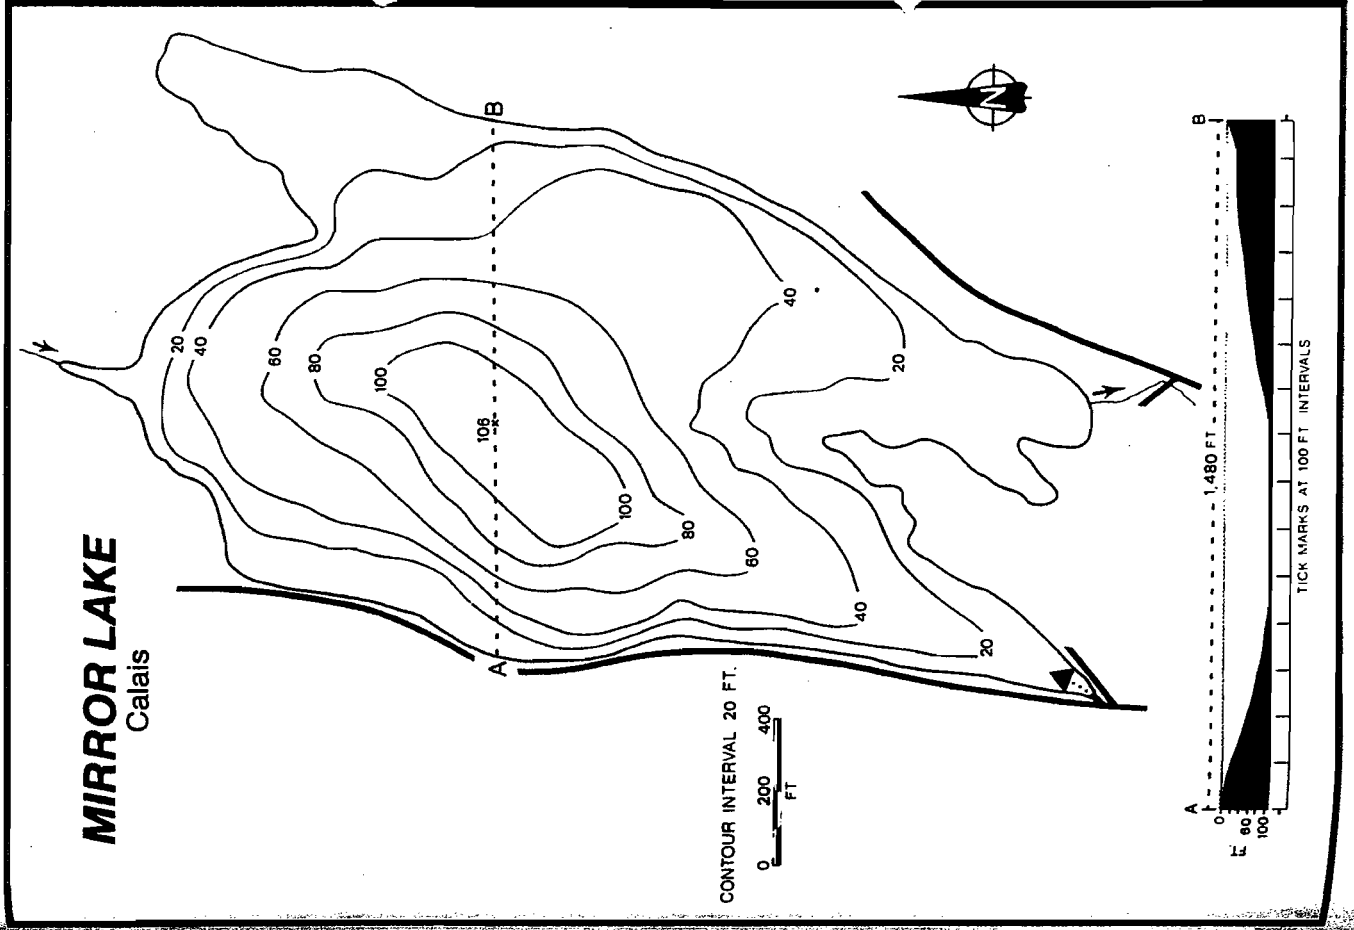 MIRROR LAKE
Calais
N
A
B
20
40
60
80
100
106
100
80
60
40
20
40
20
CONTOUR INTERVAL 20 FT.
0 200 400
FT
A 1,480 FT B
0
60
100
FT.
TICK MARKS AT 100 FT INTERVALS